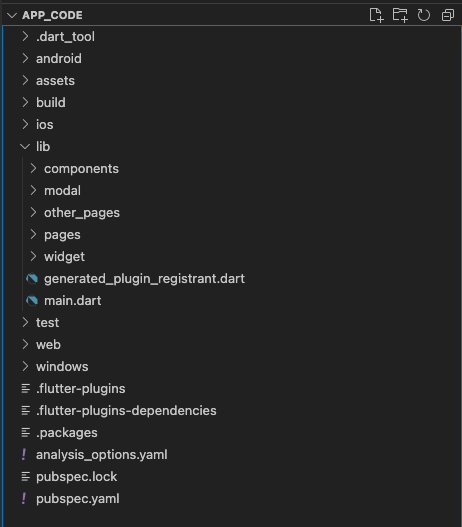 APP_CODE
.dart_tool
android
assets
build
ios
lib
components
modal
other_pages
pages
widget
generated_plugin_registrant.dart
main.dart
test
web
windows
.flutter-plugins
.flutter-plugins-dependencies
.packages
! analysis_options.yaml
pubspec.lock
! pubspec.yaml